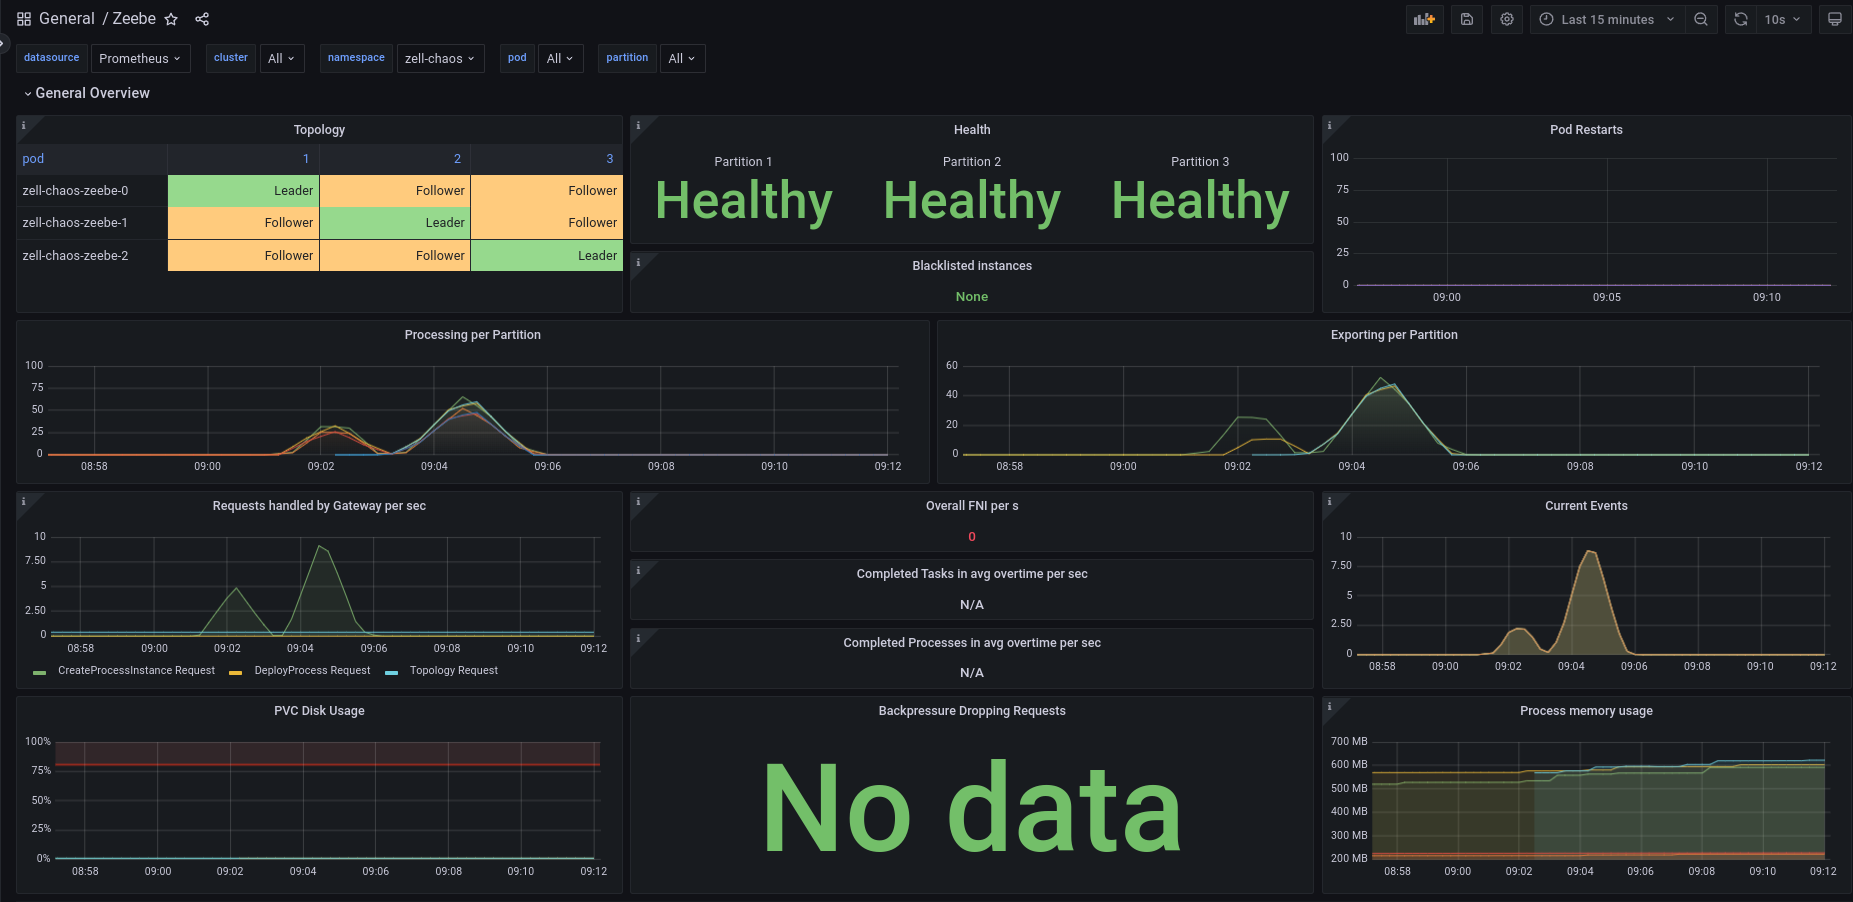 General / Zeebe
Last 15 minutes
10s
datasource Prometheus cluster All namespace zell-chaos pod All partition All
General Overview
Topology
pod 1 2 3
zell-chaos-zeebe-0 Leader Follower Follower
zell-chaos-zeebe-1 Follower Leader Follower
zell-chaos-zeebe-2 Follower Follower Leader
Health
Partition 1 Partition 2 Partition 3
Healthy Healthy Healthy
Blacklisted instances
None
Pod Restarts
100
75
50
25
0
09:00 09:05 09:10
Processing per Partition
100
75
50
25
0
08:58 09:00 09:02 09:04 09:06 09:08 09:10 09:12
Exporting per Partition
60
40
20
0
08:58 09:00 09:02 09:04 09:06 09:08 09:10 09:12
Requests handled by Gateway per sec
10
7.50
5
2.50
0
08:58 09:00 09:02 09:04 09:06 09:08 09:10 09:12
CreateProcessInstance Request DeployProcess Request Topology Request
Overall FNI per s
0
Completed Tasks in avg overtime per sec
N/A
Completed Processes in avg overtime per sec
N/A
Current Events
10
7.50
5
2.50
0
08:58 09:00 09:02 09:04 09:06 09:08 09:10 09:12
PVC Disk Usage
100%
75%
50%
25%
0%
08:58 09:00 09:02 09:04 09:06 09:08 09:10 09:12
Backpressure Dropping Requests
No data
Process memory usage
700 MB
600 MB
500 MB
400 MB
300 MB
200 MB
08:58 09:00 09:02 09:04 09:06 09:08 09:10 09:12